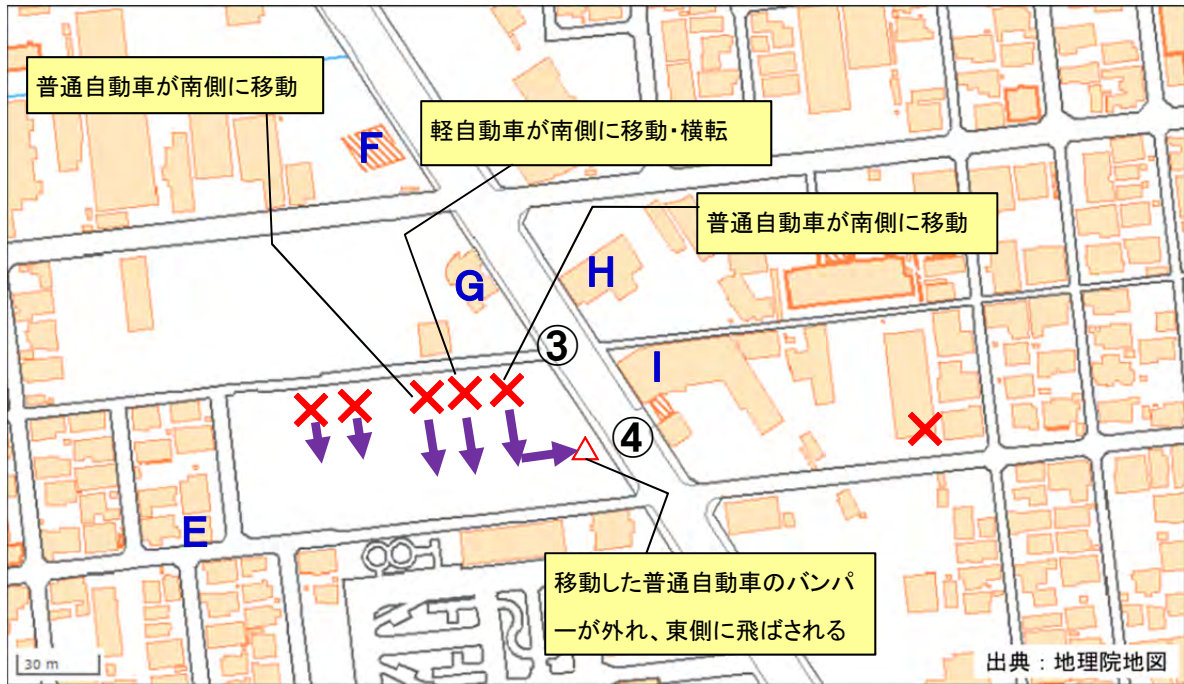 普通自動車が南側に移動
軽自動車が南側に移動・横転
F
普通自動車が南側に移動
G
H
③
I
④
E
移動した普通自動車のバンパ
ーが外れ、東側に飛ばされる
30 m
出典：地理院地図